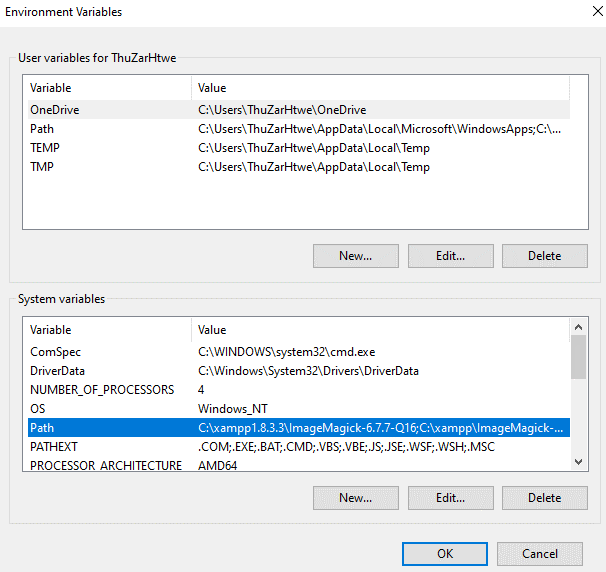 Environment Variables
User variables for ThuZarHtwe
Variable Value
OneDrive C:\Users\ThuZarHtwe\OneDrive
Path C:\Users\ThuZarHtwe\AppData\Local\Microsoft\WindowsApps;C:\...
TEMP C:\Users\ThuZarHtwe\AppData\Local\Temp
TMP C:\Users\ThuZarHtwe\AppData\Local\Temp
New... Edit... Delete
System variables
Variable Value
ComSpec C:\WINDOWS\system32\cmd.exe
DriverData C:\Windows\System32\Drivers\DriverData
NUMBER_OF_PROCESSORS 4
OS Windows_NT
Path C:\xampp1.8.3.3\ImageMagick-6.7.7-Q16;C:\xampp\ImageMagick-...
PATHEXT .COM;.EXE;.BAT;.CMD;.VBS;.VBE;.JS;.JSE;.WSF;.WSH;.MSC
PROCESSOR_ARCHITECTURE AMD64
New... Edit... Delete
OK Cancel